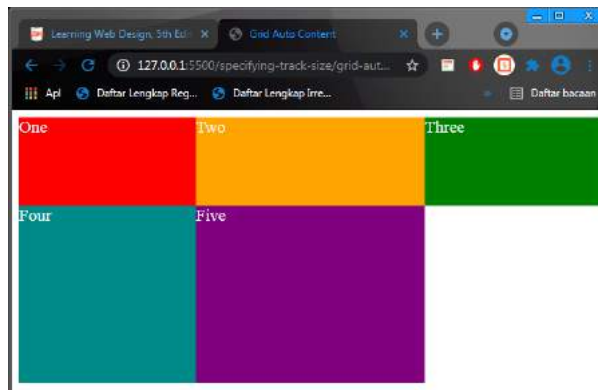 Learning Web Design, 5th Edi
Grid Auto Content
127.0.0.1:5500/specifying-track-size/grid-aut...
Apl
Daftar Lengkap Reg...
Daftar Lengkap Irre...
Daftar bacaan
One
Two
Three
Four
Five